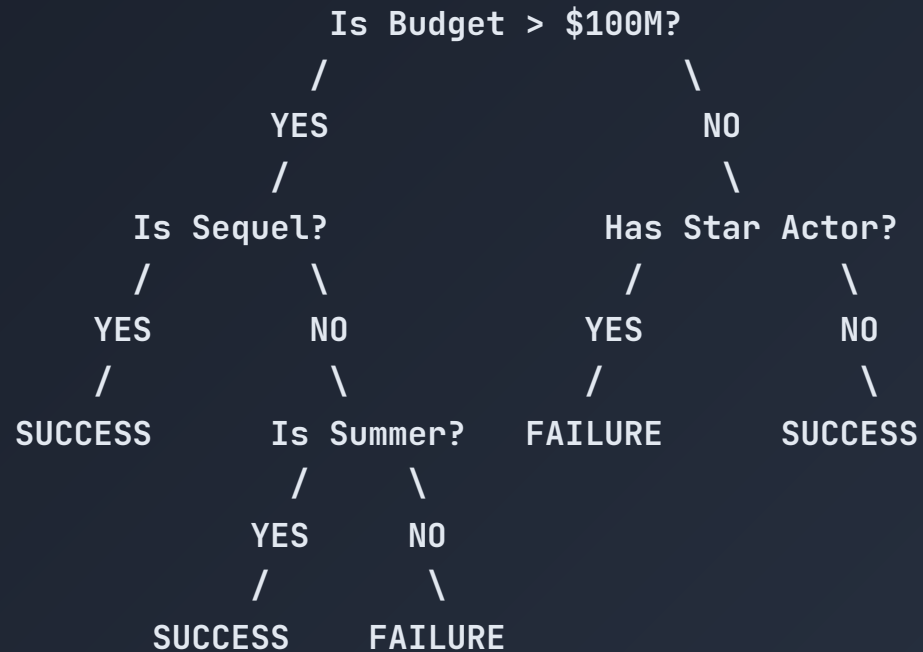 Is Budget > $100M?
/ \
YES NO
/ \
Is Sequel? Has Star Actor?
/ \ / \
YES NO YES NO
/ \ / \
SUCCESS Is Summer? FAILURE SUCCESS
/ \
YES NO
/ \
SUCCESS FAILURE